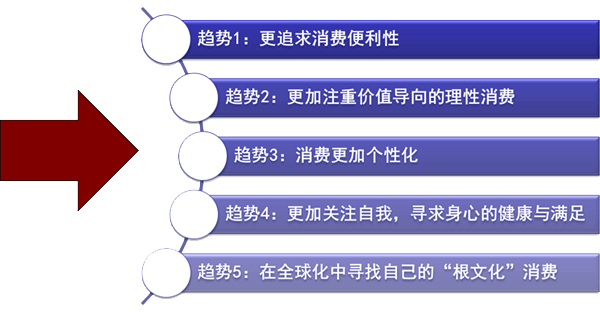 趋势1：更追求消费便利性
趋势2：更加注重价值导向的理性消费
趋势3：消费更加个性化
趋势4：更加关注自我，寻求身心的健康与满足
趋势5：在全球化中寻找自己的“根文化”消费